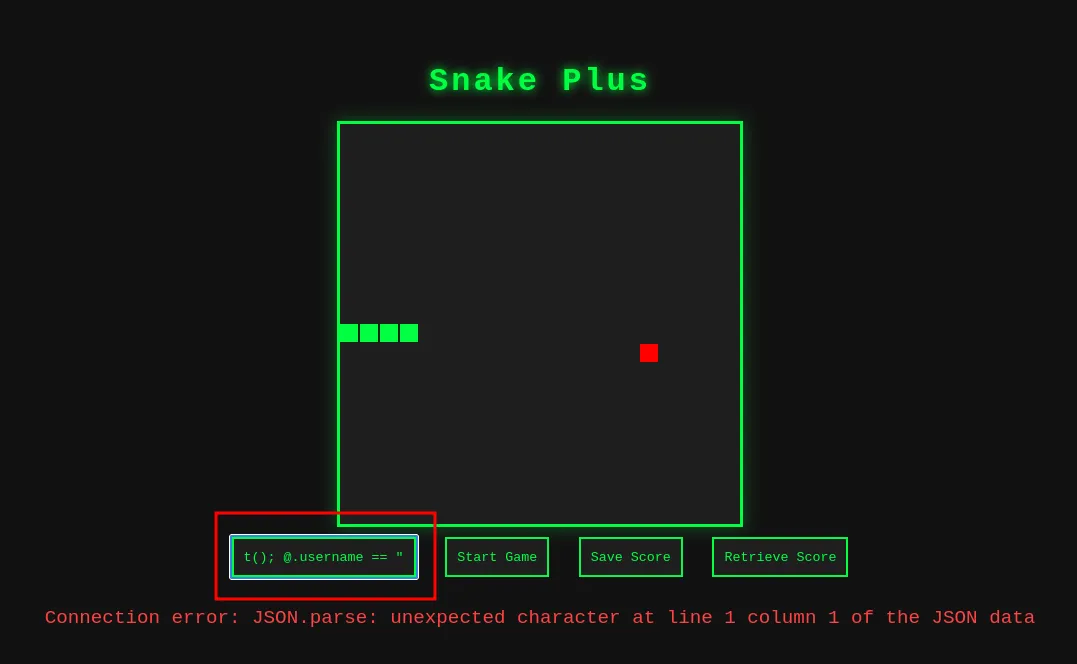 Snake Plus
t(); @.username == "
Start Game
Save Score
Retrieve Score
Connection error: JSON.parse: unexpected character at line 1 column 1 of the JSON data